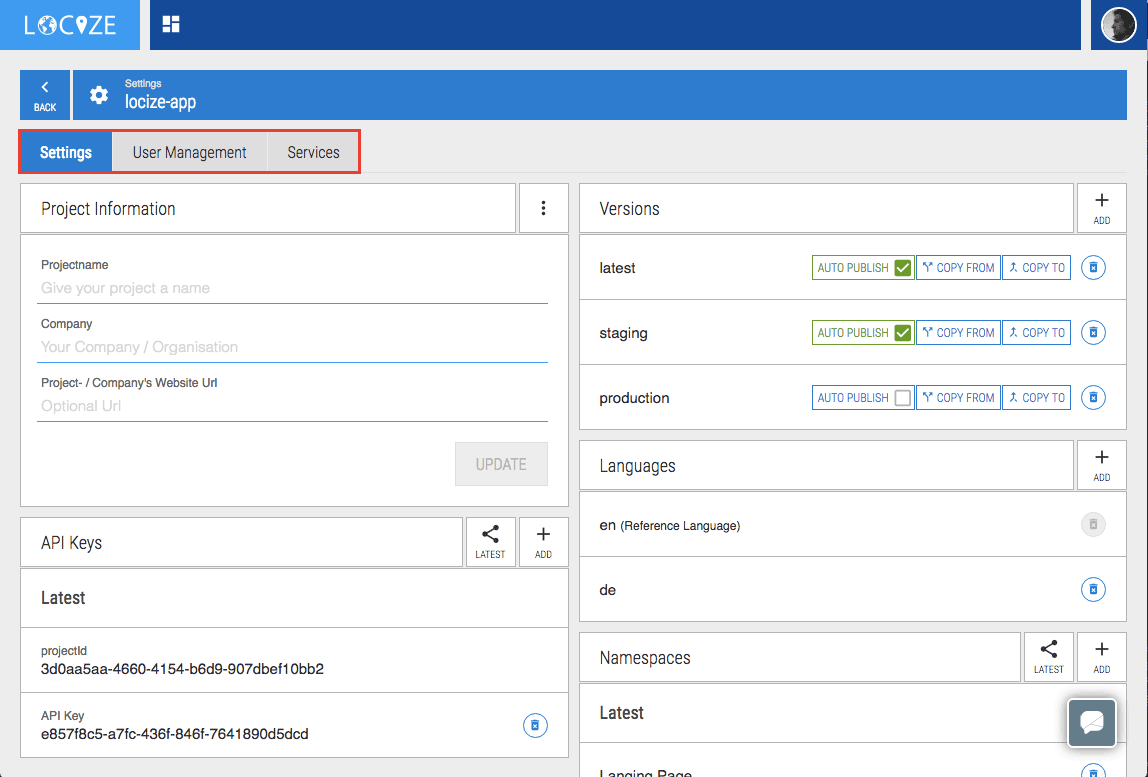 LOCIZE
BACK
Settings
locize-app
Settings
User Management
Services
Project Information
Projectname
Give your project a name
Company
Your Company / Organisation
Project- / Company's Website Url
Optional Url
UPDATE
API Keys
LATEST
ADD
Latest
projectId
3d0aa5aa-4660-4154-b6d9-907dbef10bb2
API Key
e857f8c5-a7fc-436f-846f-7641890d5dcd
Versions
ADD
latest
AUTO PUBLISH
COPY FROM
COPY TO
staging
AUTO PUBLISH
COPY FROM
COPY TO
production
AUTO PUBLISH
COPY FROM
COPY TO
Languages
ADD
en (Reference Language)
de
Namespaces
LATEST
ADD
Latest
Langing Page